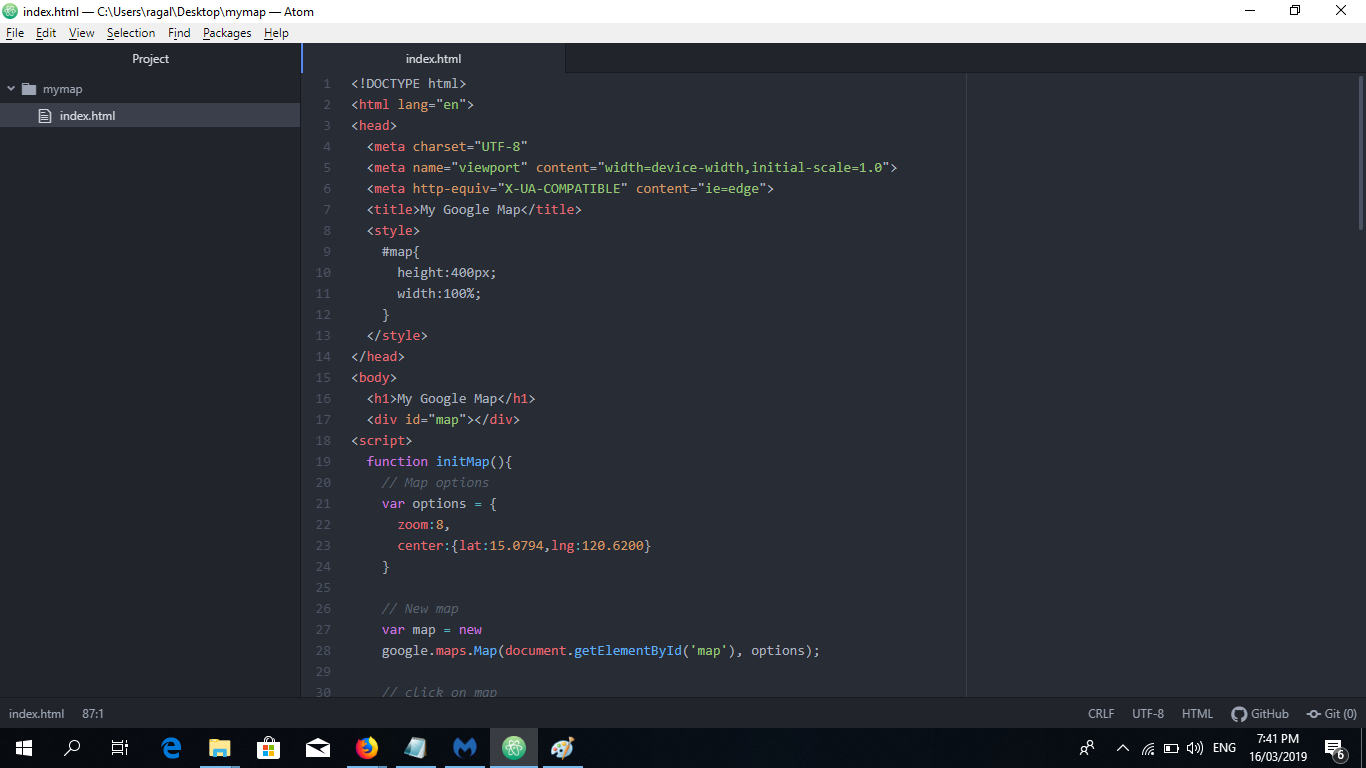 index.html — C:\Users\ragal\Desktop\mymap — Atom
File Edit View Selection Find Packages Help
Project
mymap
index.html
index.html
1 <!DOCTYPE html>
2 <html lang="en">
3 <head>
4 <meta charset="UTF-8"
5 <meta name="viewport" content="width=device-width,initial-scale=1.0">
6 <meta http-equiv="X-UA-COMPATIBLE" content="ie=edge">
7 <title>My Google Map</title>
8 <style>
9 #map{
10 height:400px;
11 width:100%;
12 }
13 </style>
14 </head>
15 <body>
16 <h1>My Google Map</h1>
17 <div id="map"></div>
18 <script>
19 function initMap(){
20 // Map options
21 var options = {
22 zoom:8,
23 center:{lat:15.0794,lng:120.6200}
24 }
25
26 // New map
27 var map = new
28 google.maps.Map(document.getElementById('map'), options);
29
30 // click on map
index.html 87:1 CRLF UTF-8 HTML GitHub Git (0)
ENG
7:41 PM
16/03/2019
6